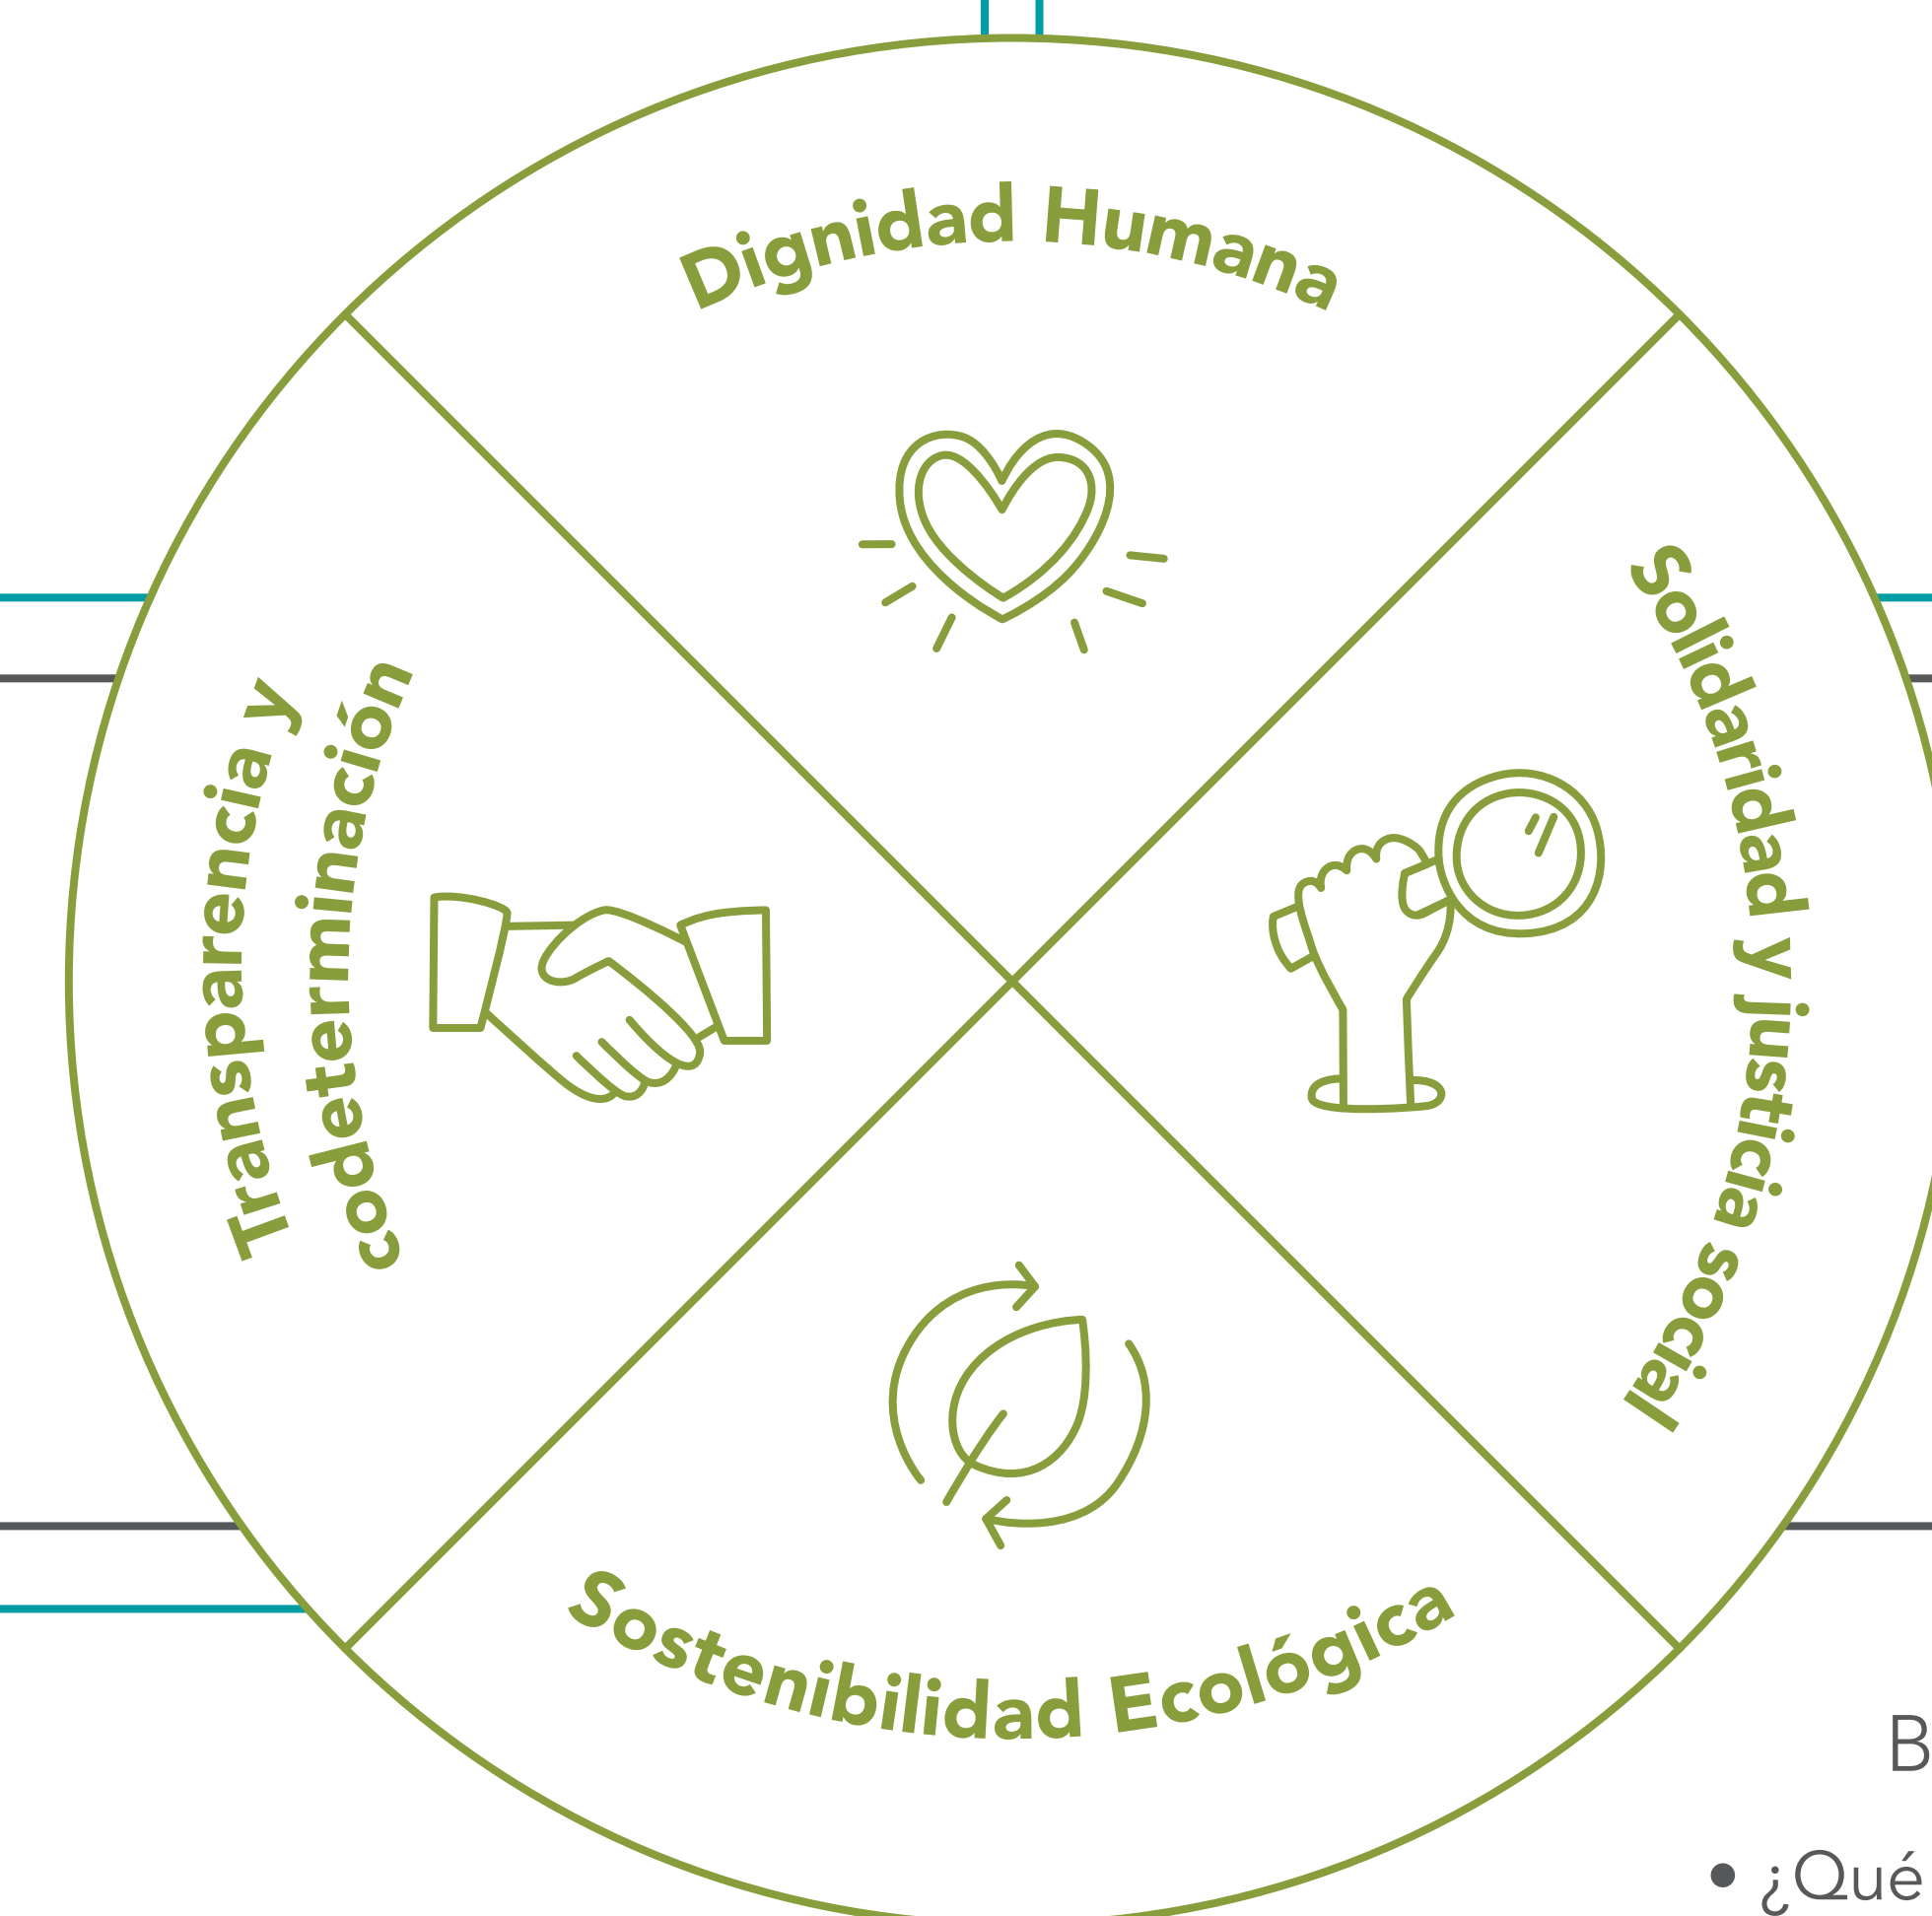 Dignidad Humana
Solidaridad y justicia social
Sostenibilidad Ecológica
Transparencia y
codeterminación
B
• ¿Qué